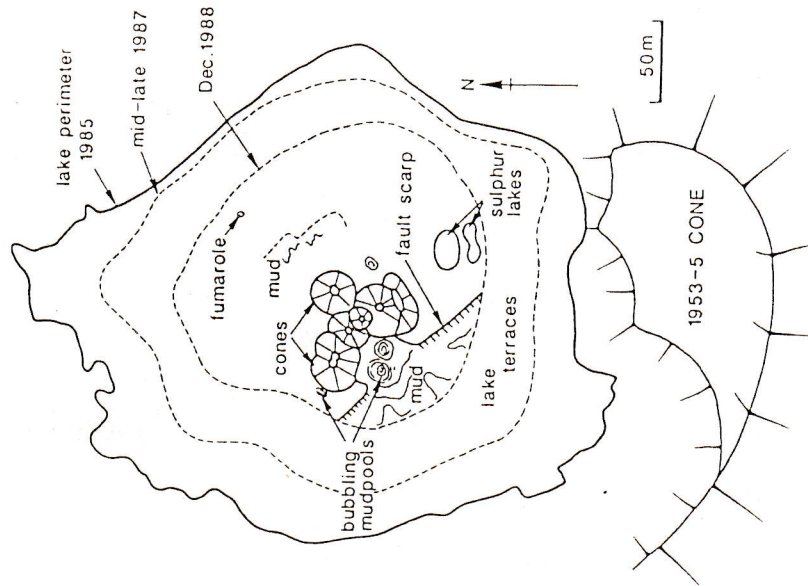 lake perimeter
1985
mid-late 1987
Dec. 1988
fumarole
mud
cones
bubbling
mudpools
mud
fault scarp
sulphur
lakes
lake
terraces
N
50m
1953-5 CONE